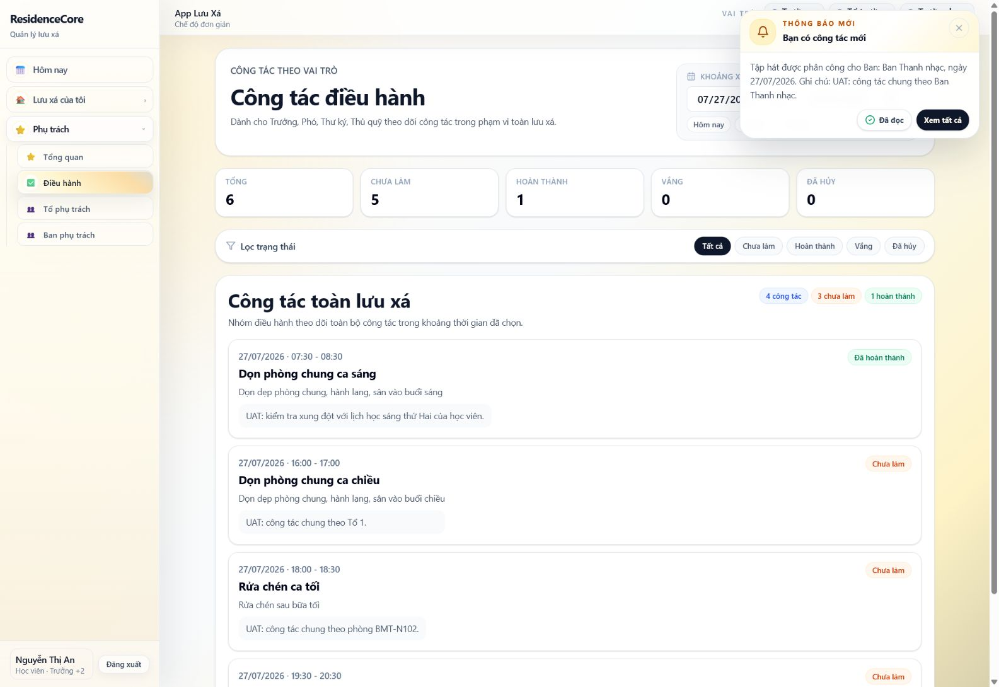 ResidenceCore
Quản lý lưu xá
Hôm nay
Lưu xá của tôi
Phụ trách
Tổng quan
Điều hành
Tổ phụ trách
Ban phụ trách
Nguyễn Thị An
Học viên · Trưởng +2
Đăng xuất
App Lưu Xá
Chế độ đơn giản
THÔNG BÁO MỚI
Bạn có công tác mới
Tập hát được phân công cho Ban: Ban Thanh nhạc, ngày
27/07/2026. Ghi chú: UAT: công tác chung theo Ban
Thanh nhạc.
Đã đọc
Xem tất cả
CÔNG TÁC THEO VAI TRÒ
Công tác điều hành
Dành cho Trưởng, Phó, Thư ký, Thủ quỹ theo dõi công tác trong phạm vi toàn lưu xá.
KHOẢNG
07/27/20
Hôm nay
TỔNG
6
CHƯA LÀM
5
HOÀN THÀNH
1
VẮNG
0
ĐÃ HỦY
0
Lọc trạng thái
Tất cả
Chưa làm
Hoàn thành
Vắng
Đã hủy
Công tác toàn lưu xá
Nhóm điều hành theo dõi toàn bộ công tác trong khoảng thời gian đã chọn.
4 công tác
3 chưa làm
1 hoàn thành
27/07/2026 · 07:30 - 08:30
Dọn phòng chung ca sáng
Dọn dẹp phòng chung, hành lang, sân vào buổi sáng
UAT: kiểm tra xung đột với lịch học sáng thứ Hai của học viên.
Đã hoàn thành
27/07/2026 · 16:00 - 17:00
Dọn phòng chung ca chiều
Dọn dẹp phòng chung, hành lang, sân vào buổi chiều
UAT: công tác chung theo Tổ 1.
Chưa làm
27/07/2026 · 18:00 - 18:30
Rửa chén ca tối
Rửa chén sau bữa tối
UAT: công tác chung theo phòng BMT-N102.
Chưa làm
27/07/2026 · 19:30 - 20:30
Chưa làm